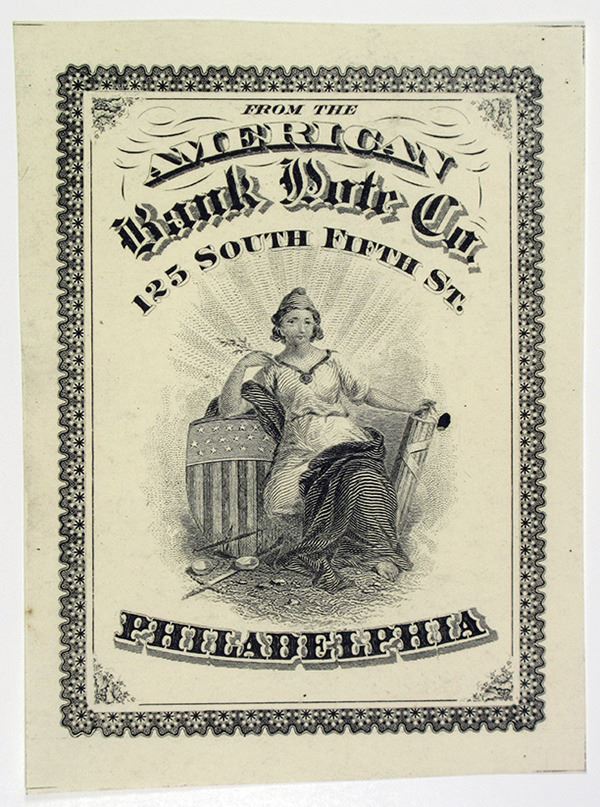 FROM THE
AMERICAN
Bank Note Co.
125 SOUTH FIFTH ST.
PHILADELPHIA